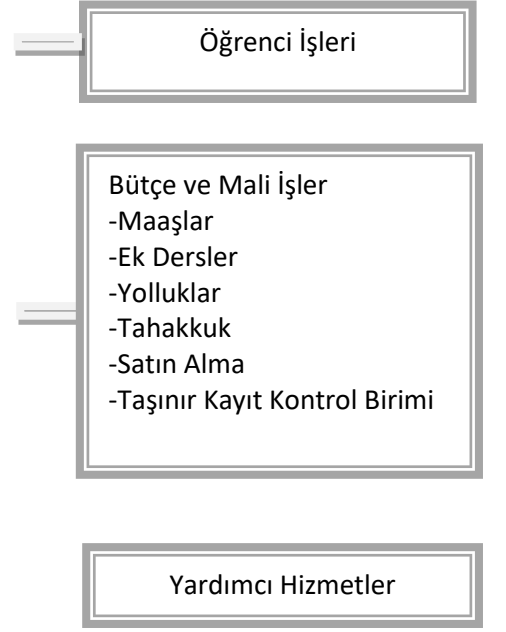 Öğrenci İşleri
Bütçe ve Mali İşler
-Maaşlar
-Ek Dersler
-Yolluklar
-Tahakkuk
-Satın Alma
-Taşınır Kayıt Kontrol Birimi
Yardımcı Hizmetler